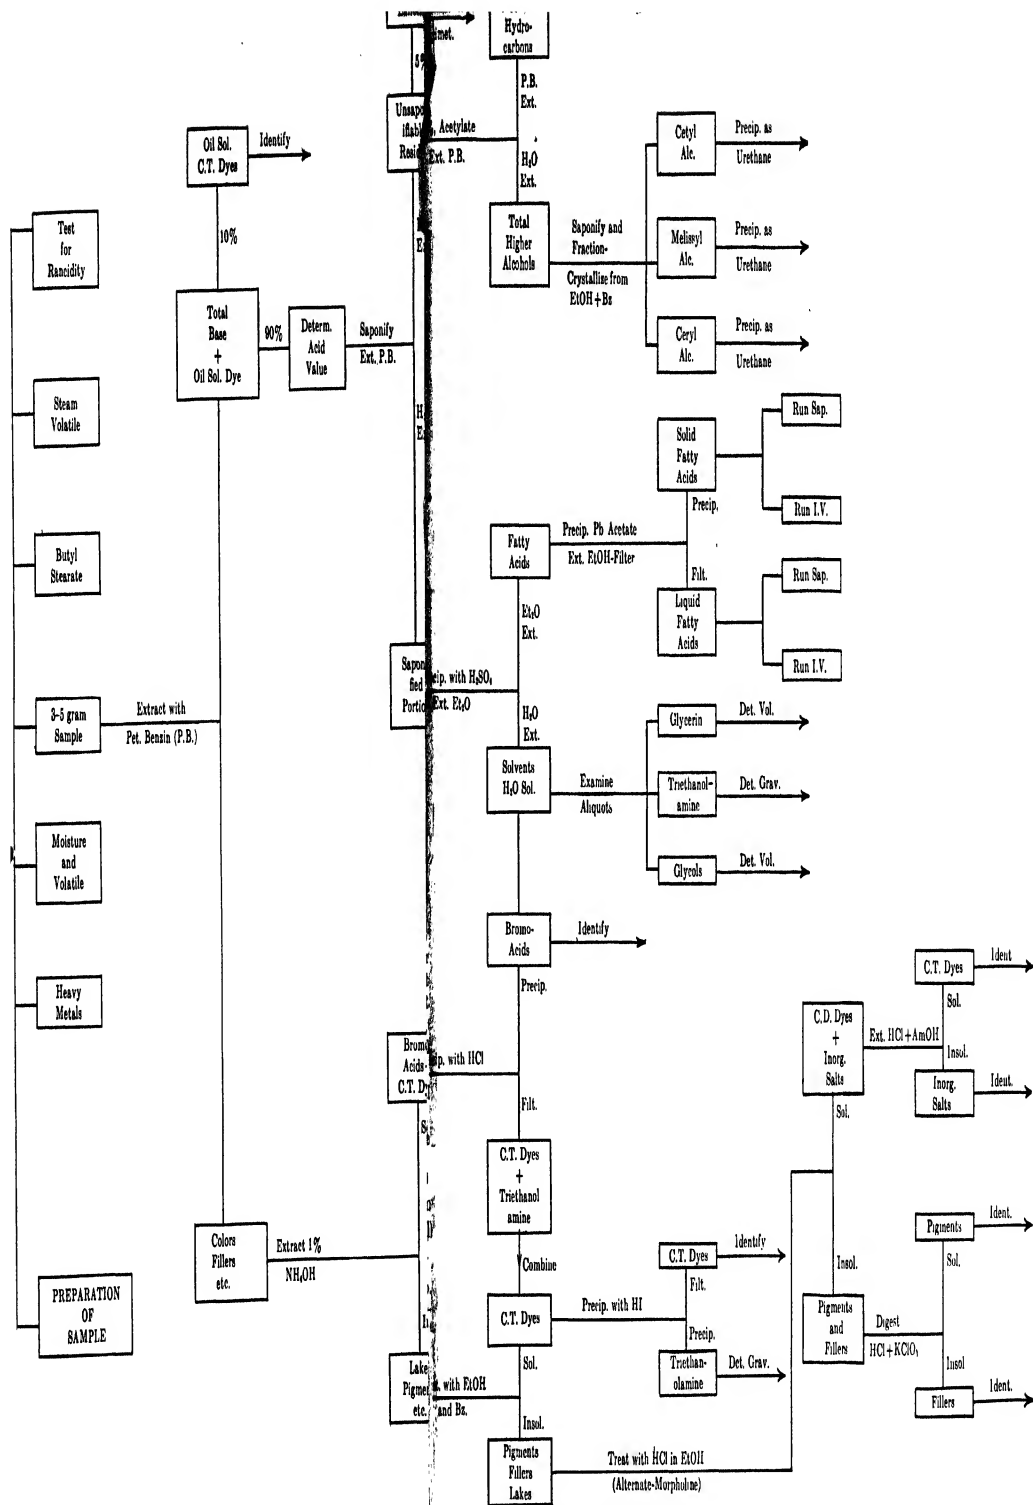 Hydro-
carbons
P.B.
Ext.
H₂O
Ext.
Acetylate
Ext. P.B.
Oil Sol.
C.T. Dyes
Identify
10%
Test
for
Rancidity
Total
Base
+
Oil Sol. Dye
90%
Determ.
Acid
Value
Saponify
Ext. P.B.
Total
Higher
Alcohols
Saponify and
Fraction-
Crystallize from
EtOH+Bz
Cetyl
Alc.
Precip. as
Urethane
Melissyl
Alc.
Precip. as
Urethane
Ceryl
Alc.
Precip. as
Urethane
Steam
Volatile
Butyl
Stearate
3-5 gram
Sample
Extract with
Pet. Benzin (P.B.)
Moisture
and
Volatile
Heavy
Metals
PREPARATION
OF
SAMPLE
Fatty
Acids
Precip. Pb Acetate
Ext. EtOH-Filter
Solid
Fatty
Acids
Precip.
Filt.
Liquid
Fatty
Acids
Run Sap.
Run I.V.
Run Sap.
Run I.V.
Et₂O
Ext.
with H₂SO₄
Ext. Et₂O
H₂O
Ext.
Solvents
H₂O Sol.
Examine
Aliquots
Glycerin
Det. Vol.
Triethanol-
amine
Det. Grav.
Glycols
Det. Vol.
Bromo-
Acids
Identify
Precip.
with HCl
Filt.
C.T. Dyes
+
Triethanol
amine
Combine
Colors
Fillers
etc.
Extract 1%
NH₄OH
C.T. Dyes
Precip. with HI
C.T. Dyes
Identify
Filt.
Precip.
Triethan-
olamine
Det. Grav.
Sol.
with EtOH
and Bz.
Insol.
Pigments
Fillers
Lakes
Treat with HCl in EtOH
(Alternate-Morpholine)
C.D. Dyes
+
Inorg.
Salts
Ext. HCl+AmOH
C.T. Dyes
Ident
Sol.
Insol.
Inorg.
Salts
Ident.
Sol.
Insol.
Pigments
and
Fillers
Digest
HCl+KClO₃
Pigments
Ident.
Sol.
Insol
Fillers
Ident.